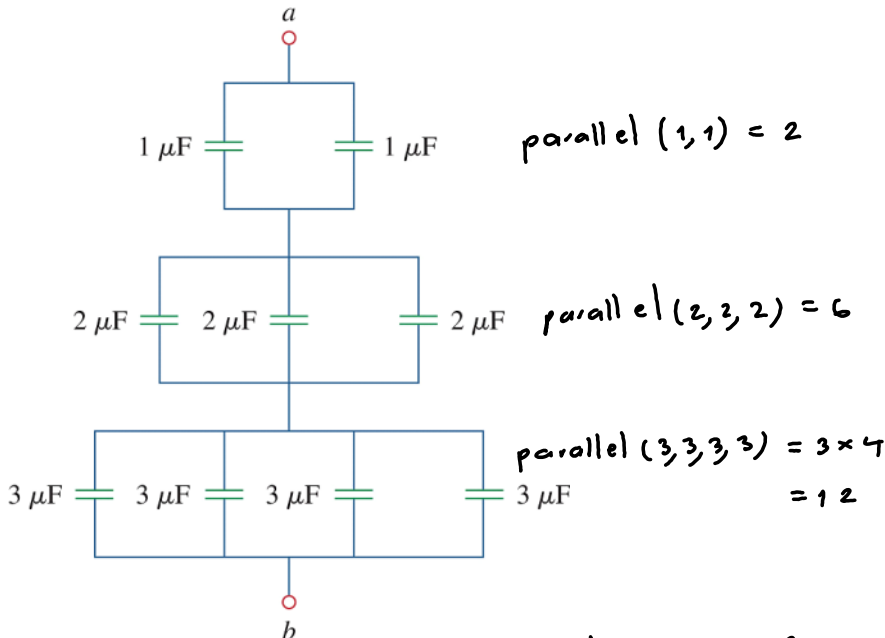 a
1 μF
1 μF
parallel (1,1) = 2
2 μF
2 μF
2 μF
parallel (2,2,2) = 6
parallel (3,3,3,3) = 3 × 4
= 12
3 μF
3 μF
3 μF
3 μF
b